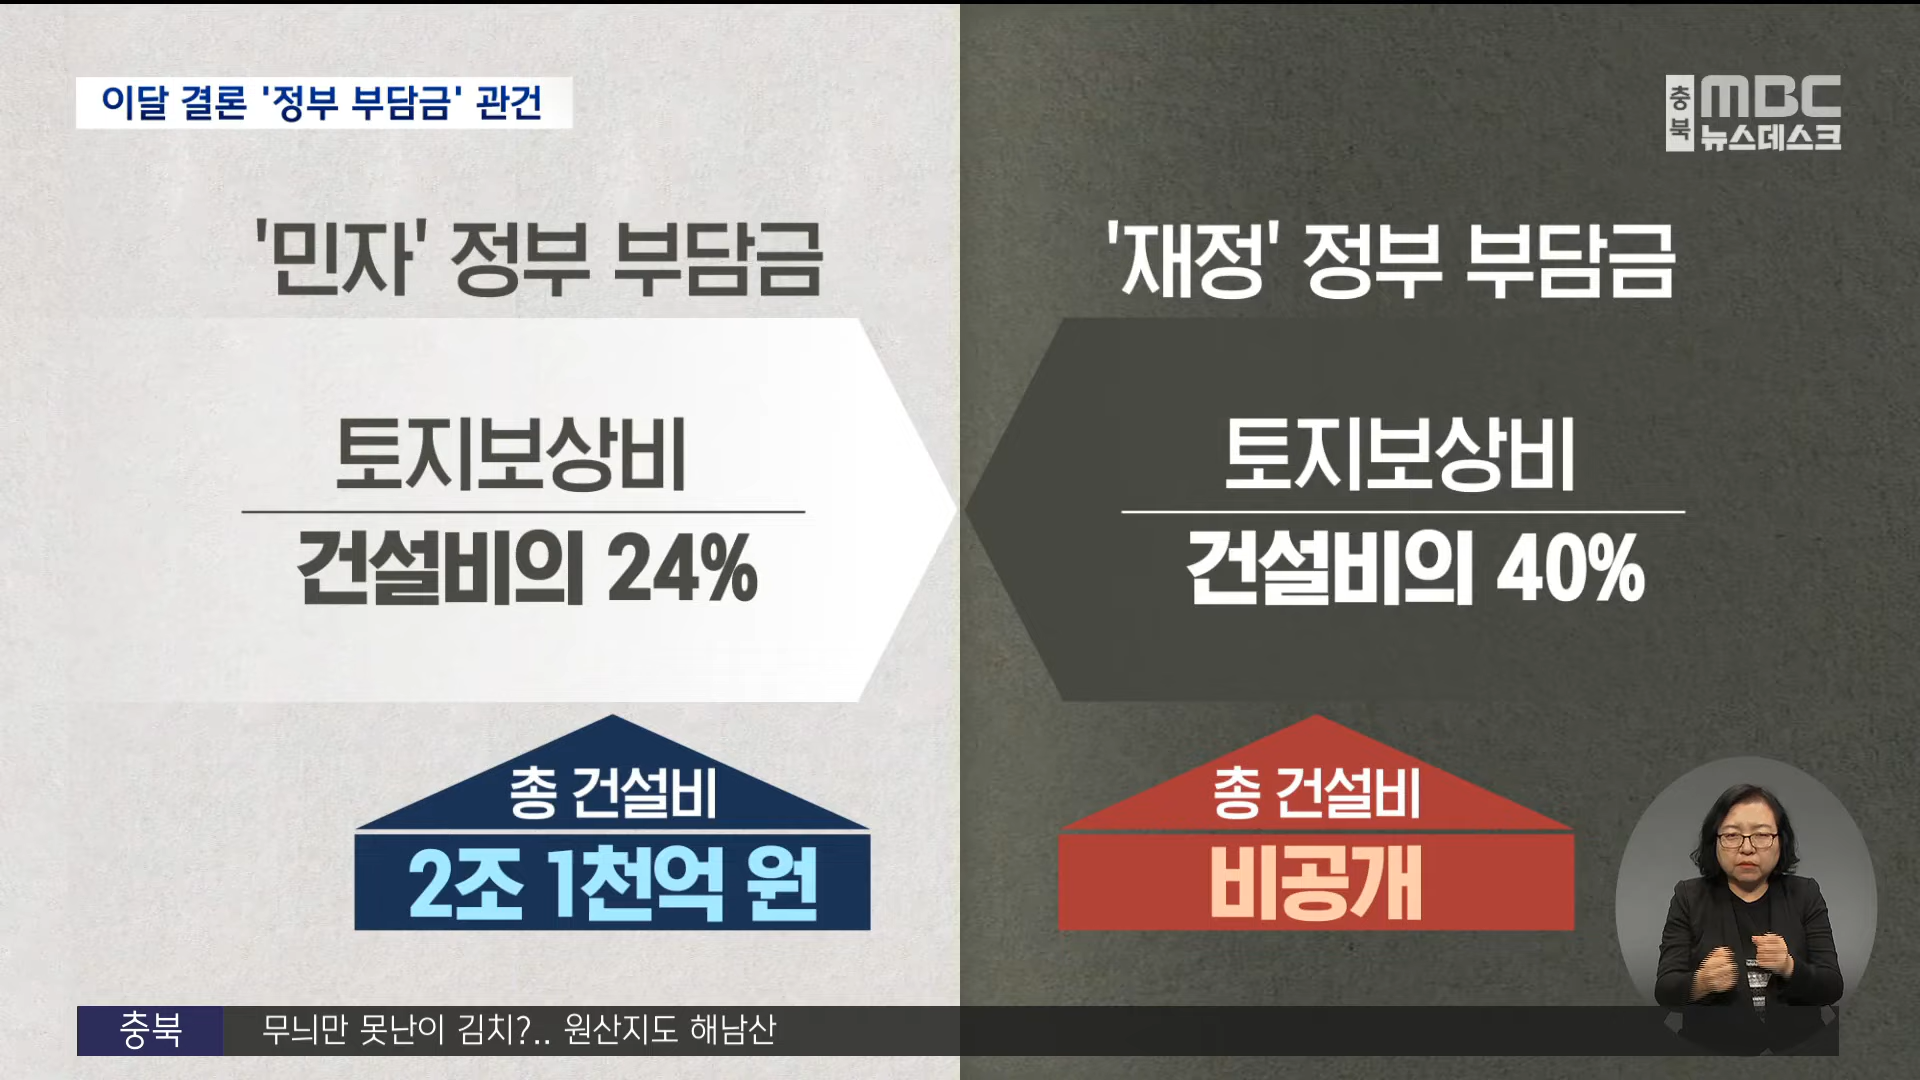 이달 결론 '정부 부담금' 관건
충북
MBC
뉴스데스크
'민자' 정부 부담금
토지보상비
건설비의 24%
총 건설비
2조 1천억 원
'재정' 정부 부담금
토지보상비
건설비의 40%
총 건설비
비공개
충북
무늬만 못난이 김치?.. 원산지도 해남산